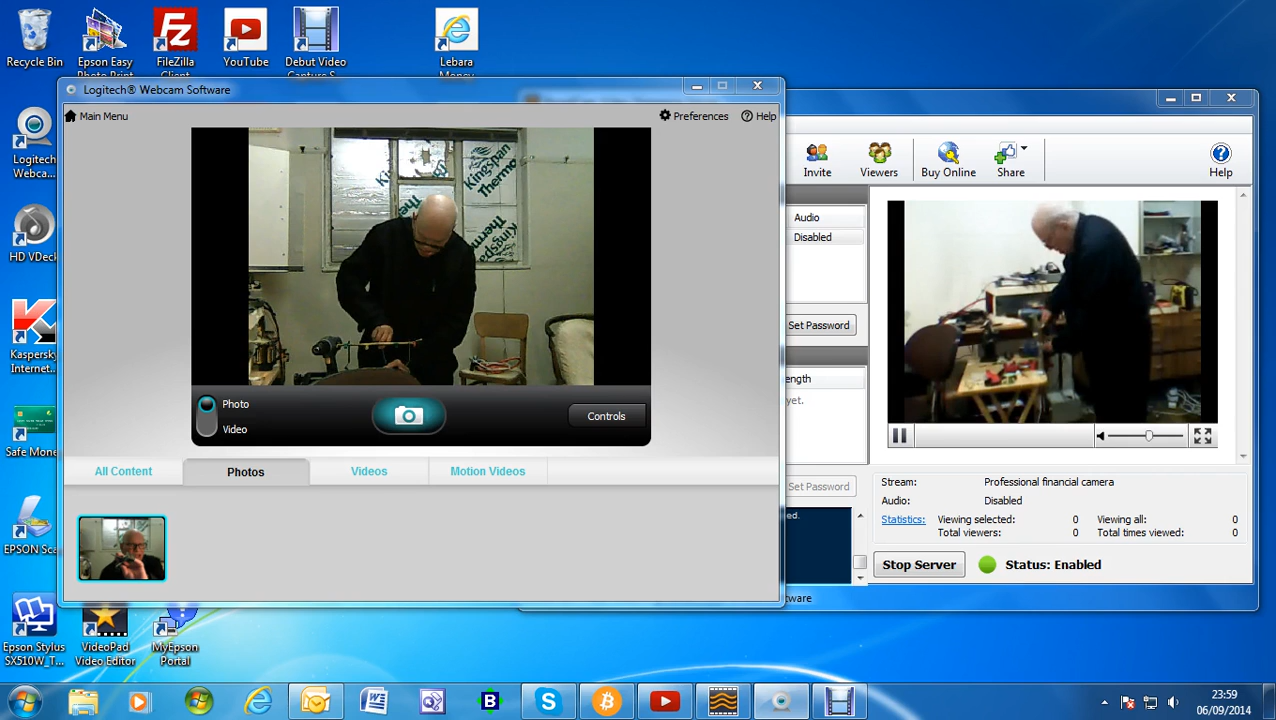 Recycle Bin
Epson Easy
Photo Print
FileZilla
Client
YouTube
Debut Video
Capture S...
Lebara
Money
Logitech® Webcam Software
Main Menu
Preferences
Help
Logitech
Webca...
HD VDeck
Kaspersky
Internet...
Safe Mone
EPSON Sca
Epson Stylus
SX510W_T...
VideoPad
Video Editor
MyEpson
Portal
Kingspan
Thermo
Kingspan
Thermo
Kingspa
Photo
Video
Controls
All Content
Photos
Videos
Motion Videos
Invite
Viewers
Buy Online
Share
Help
Audio
Disabled
Set Password
ength
yet.
Set Password
ed.
tware
Stream:
Professional financial camera
Audio:
Disabled
Statistics:
Viewing selected:
0
Viewing all:
0
Total viewers:
0
Total times viewed:
0
Stop Server
Status: Enabled
23:59
06/09/2014